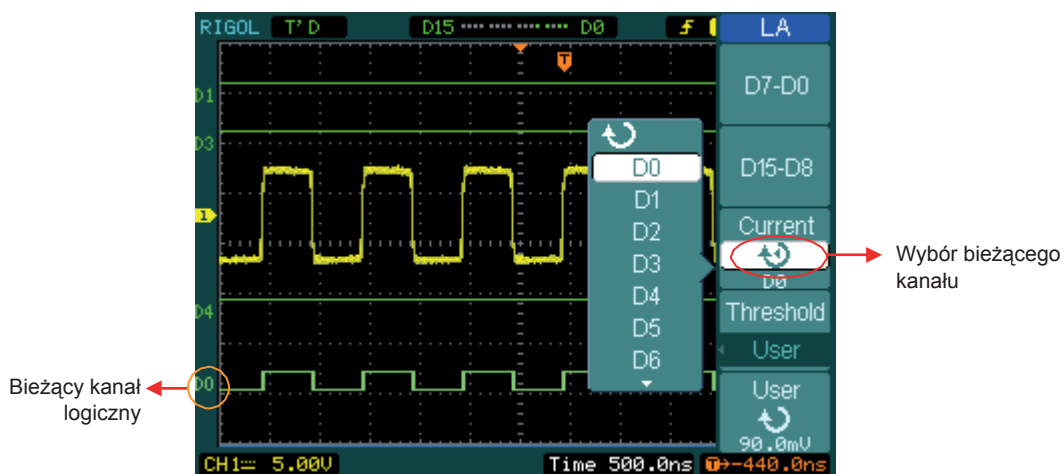 RIGOL T'D D15 D0 LA
D7-D0
D15-D8
Current
D0
Threshold
User
User
90.0mV
D1
D3
1
D4
D0
T
D0
D1
D2
D3
D4
D5
D6
CH1 5.00V Time 500.0ns T→-440.0ns
Wybór bieżącego
kanału
Bieżący kanał
logiczny